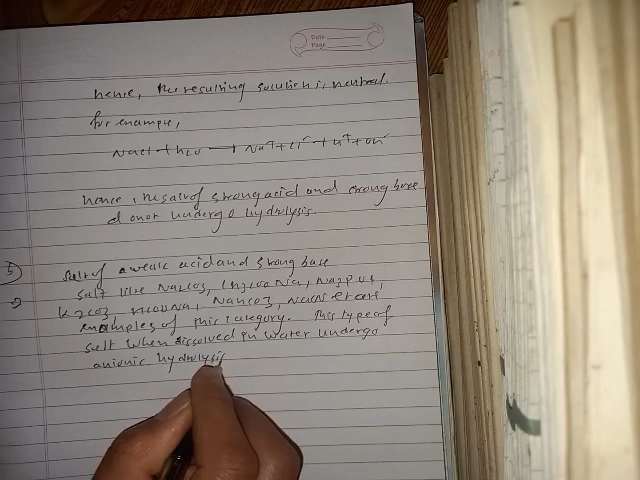 Date
Page
hence, the resulting solution is neutral.
for example,
NaCl + H2O → Na+ + Cl- + H+ + OH-
hence, the salt of strong acid and strong base
do not undergo hydrolysis.
Salt of a weak acid and strong base
salt like Na2CO3, CH3COONa, Na3PO4,
K2CO3, HCOONa, NaHCO3, NaCN etc are
examples of this category. This type of
salt when dissolved in water undergo
anionic hydrolysis